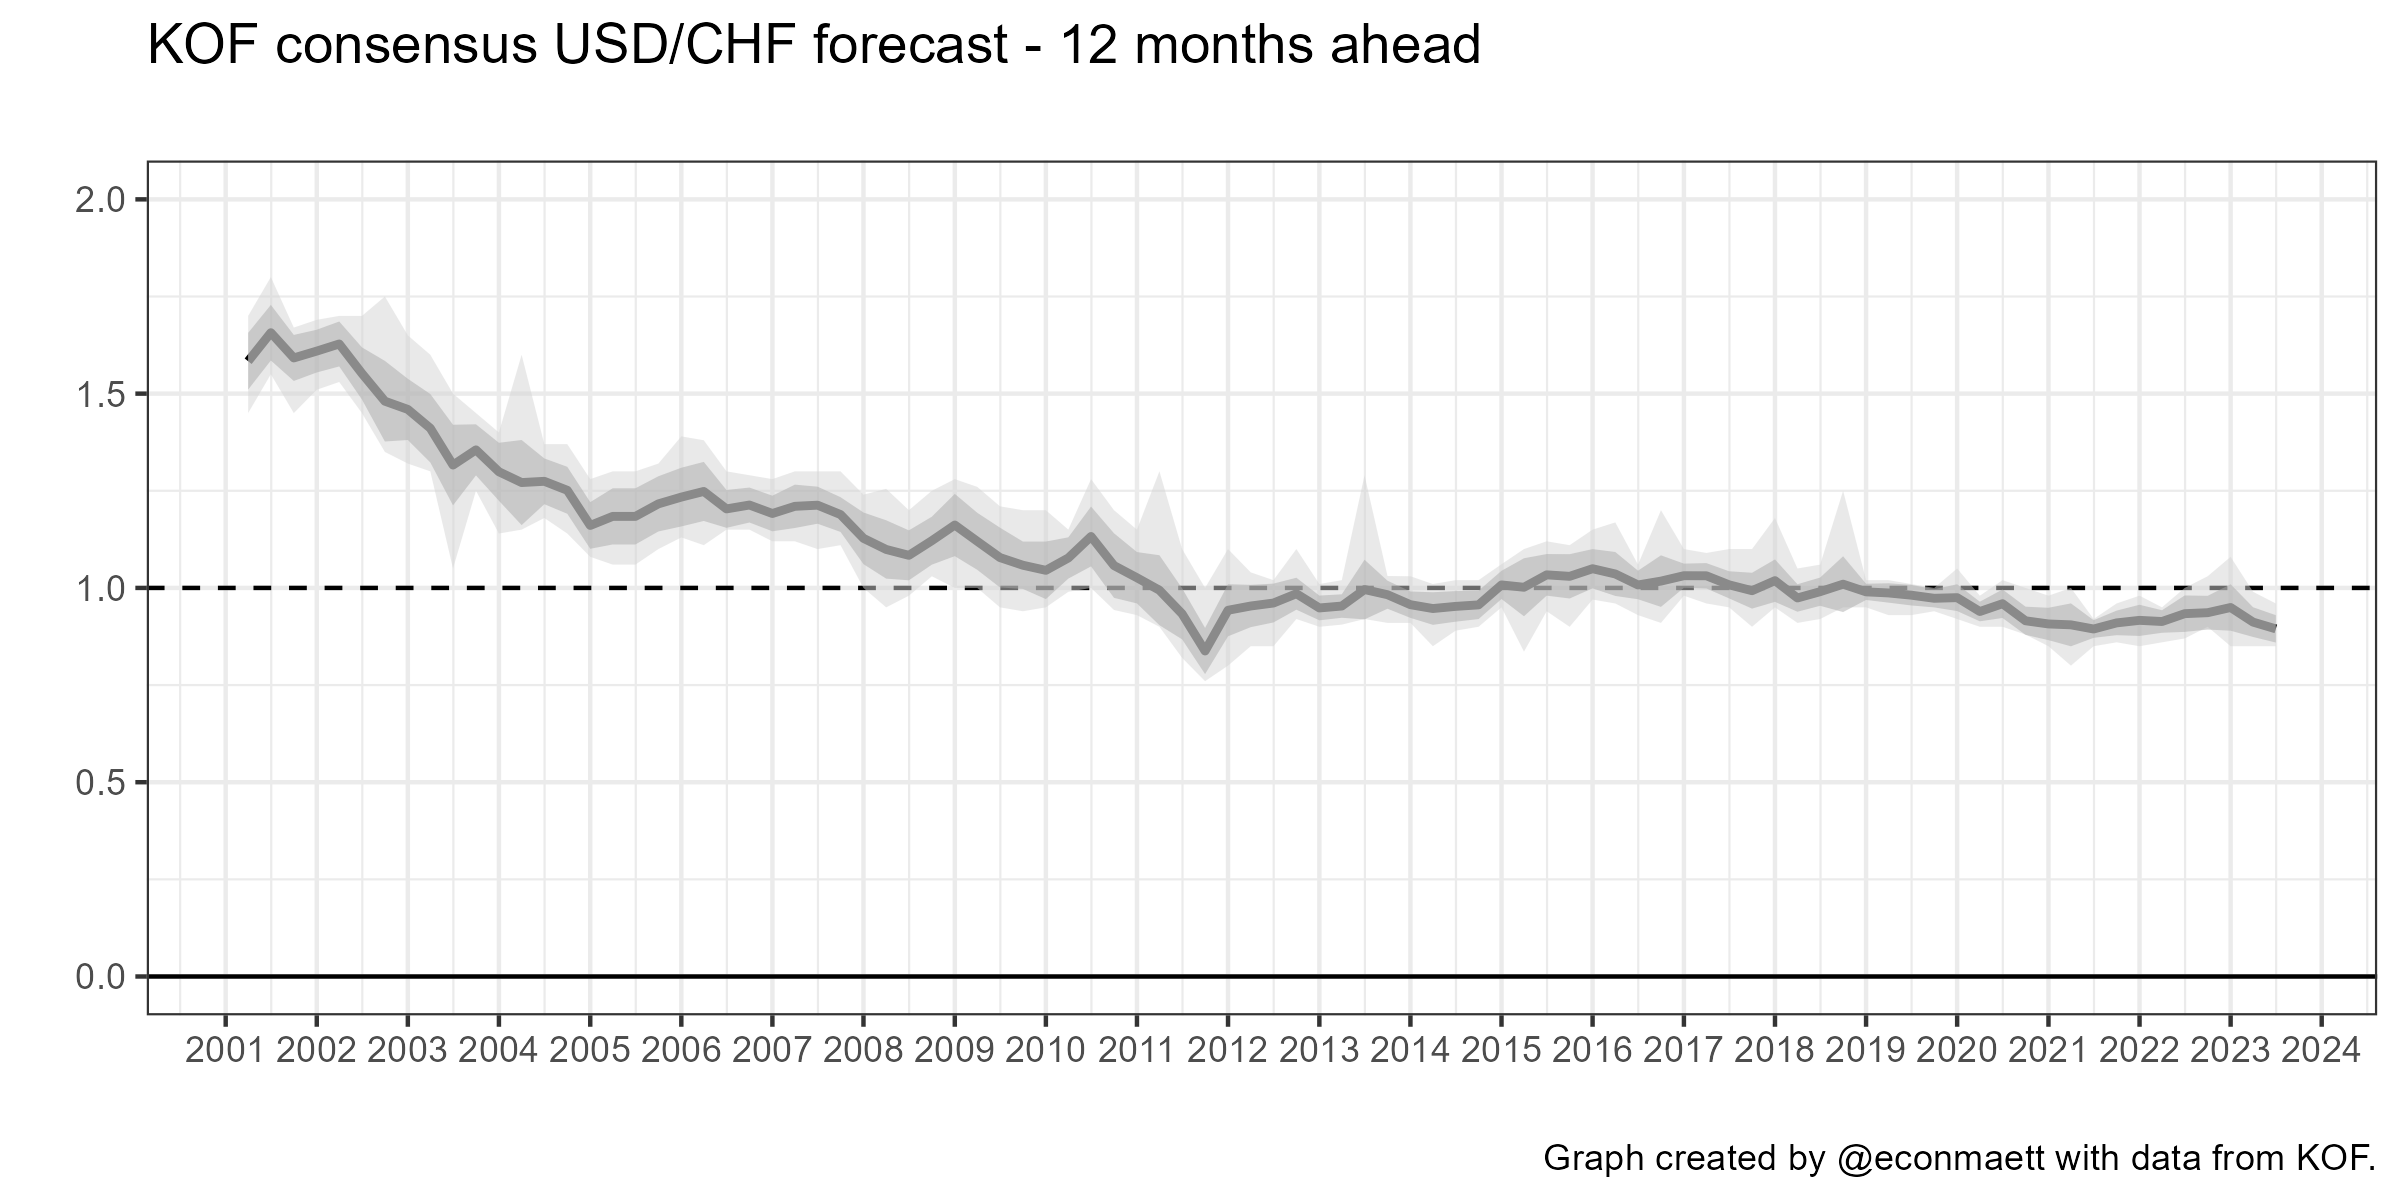 KOF consensus USD/CHF forecast - 12 months ahead
2.0
1.5
1.0
0.5
0.0
2001 2002 2003 2004 2005 2006 2007 2008 2009 2010 2011 2012 2013 2014 2015 2016 2017 2018 2019 2020 2021 2022 2023 2024
Graph created by @econmaett with data from KOF.